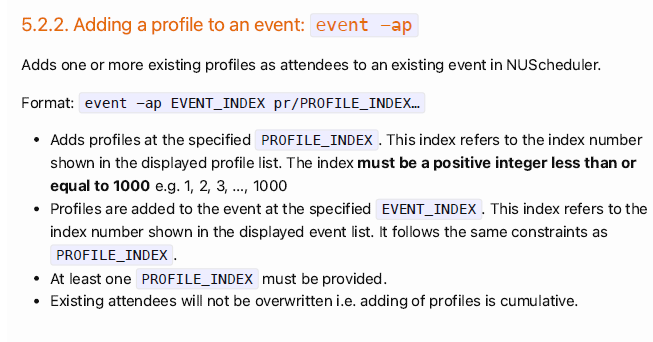 5.2.2. Adding a profile to an event: event -ap
Adds one or more existing profiles as attendees to an existing event in NUScheduler.
Format: event -ap EVENT_INDEX pr/PROFILE_INDEX…
• Adds profiles at the specified PROFILE_INDEX. This index refers to the index number
shown in the displayed profile list. The index must be a positive integer less than or
equal to 1000 e.g. 1, 2, 3, …, 1000
• Profiles are added to the event at the specified EVENT_INDEX. This index refers to the
index number shown in the displayed event list. It follows the same constraints as
PROFILE_INDEX.
• At least one PROFILE_INDEX must be provided.
• Existing attendees will not be overwritten i.e. adding of profiles is cumulative.